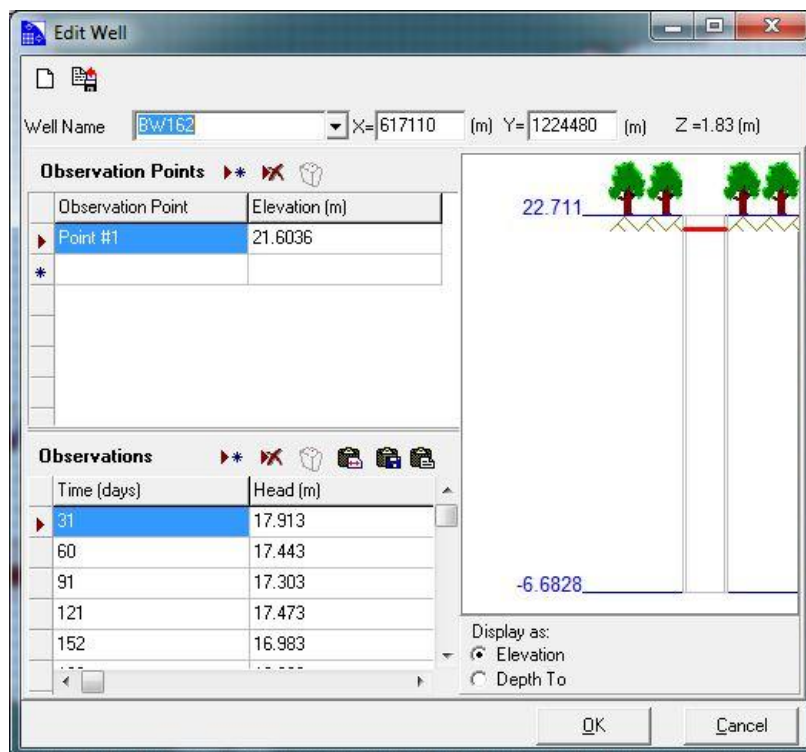 Edit Well
Well Name BW162 X= 617110 (m) Y= 1224480 (m) Z =1.83 (m)
Observation Points
Observation Point Elevation (m)
Point #1 21.6036
22.711
-6.6828
Observations
Time (days) Head (m)
31 17.913
60 17.443
91 17.303
121 17.473
152 16.983
Display as:
Elevation
Depth To
OK Cancel